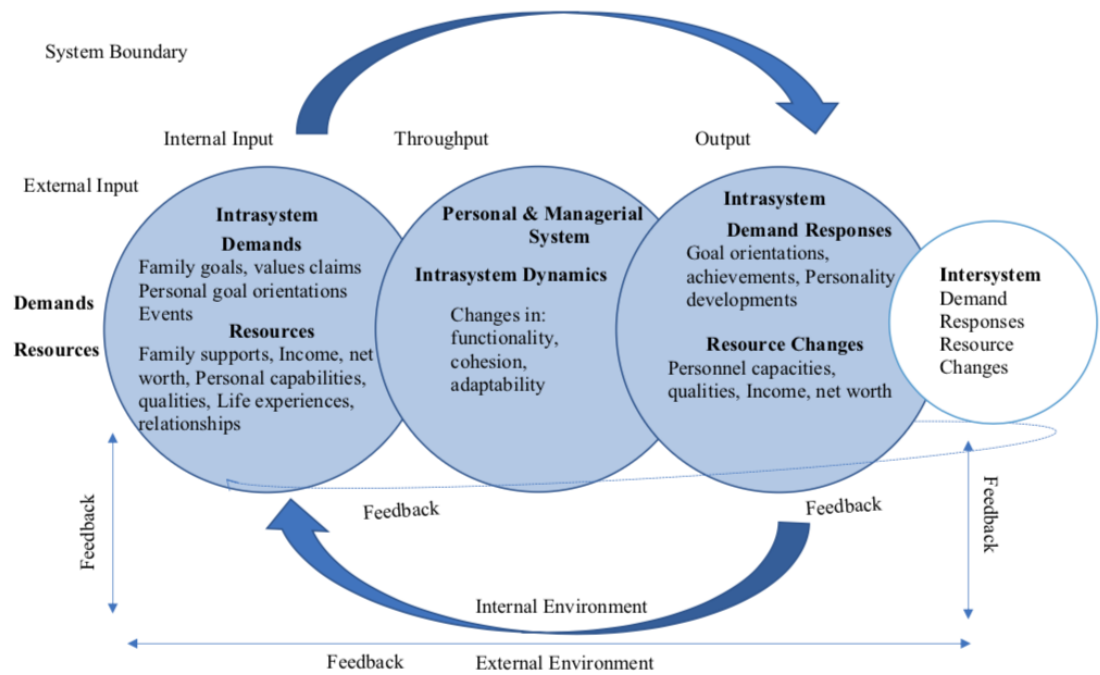 System Boundary
Internal Input
Throughput
Output
External Input
Demands
Resources
Intrasystem
Demands
Family goals, values claims
Personal goal orientations
Events
Resources
Family supports, Income, net
worth, Personal capabilities,
qualities, Life experiences,
relationships
Personal & Managerial
System
Intrasystem Dynamics
Changes in:
functionality,
cohesion,
adaptability
Intrasystem
Demand Responses
Goal orientations,
achievements, Personality
developments
Resource Changes
Personnel capacities,
qualities, Income, net worth
Intersystem
Demand
Responses
Resource
Changes
Feedback
Feedback
Feedback
Feedback
Internal Environment
Feedback
External Environment